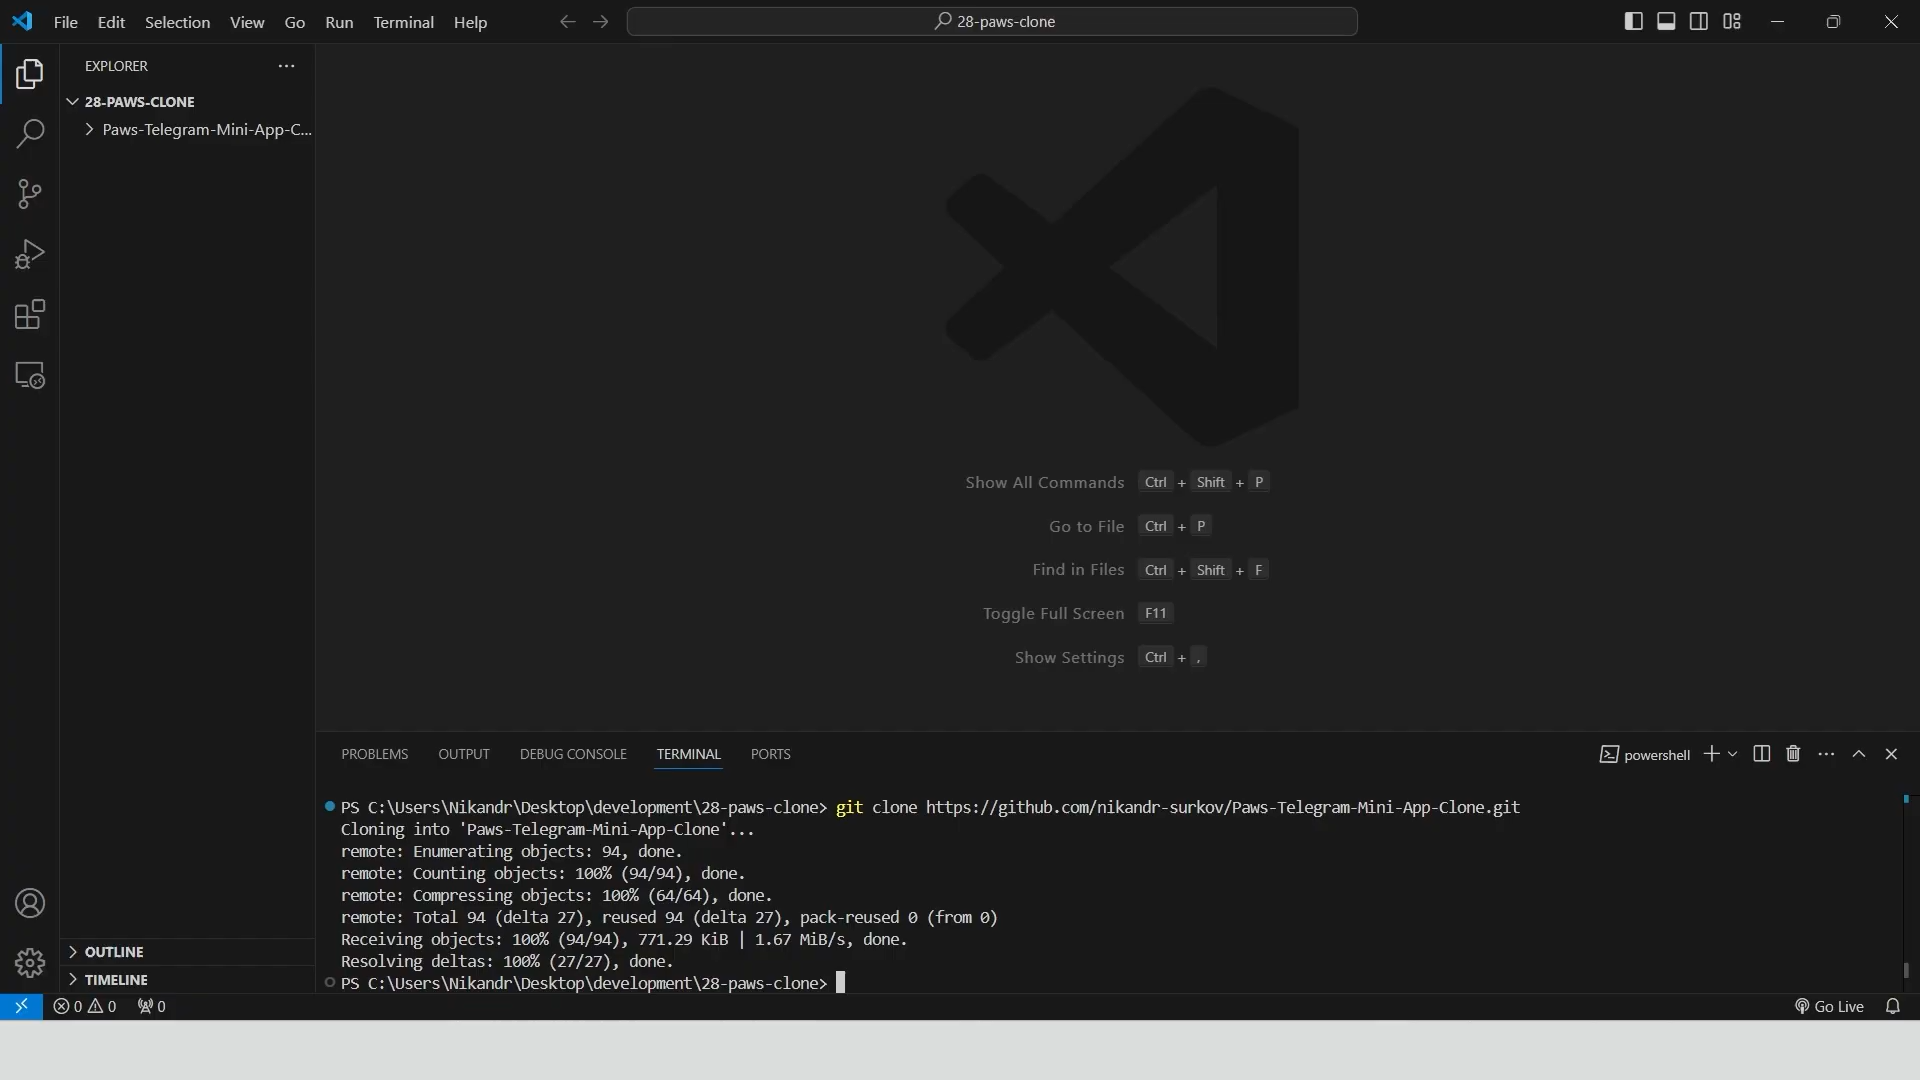 File Edit Selection View Go Run Terminal Help
28-paws-clone
EXPLORER
28-PAWS-CLONE
Paws-Telegram-Mini-App-C...
Show All Commands Ctrl + Shift + P
Go to File Ctrl + P
Find in Files Ctrl + Shift + F
Toggle Full Screen F11
Show Settings Ctrl + ,
PROBLEMS OUTPUT DEBUG CONSOLE TERMINAL PORTS
powershell
PS C:\Users\Nikandr\Desktop\development\28-paws-clone> git clone https://github.com/nikandr-surkov/Paws-Telegram-Mini-App-Clone.git
Cloning into 'Paws-Telegram-Mini-App-Clone'...
remote: Enumerating objects: 94, done.
remote: Counting objects: 100% (94/94), done.
remote: Compressing objects: 100% (64/64), done.
remote: Total 94 (delta 27), reused 94 (delta 27), pack-reused 0 (from 0)
Receiving objects: 100% (94/94), 771.29 KiB | 1.67 MiB/s, done.
Resolving deltas: 100% (27/27), done.
PS C:\Users\Nikandr\Desktop\development\28-paws-clone>
OUTLINE
TIMELINE
0 0 0
Go Live